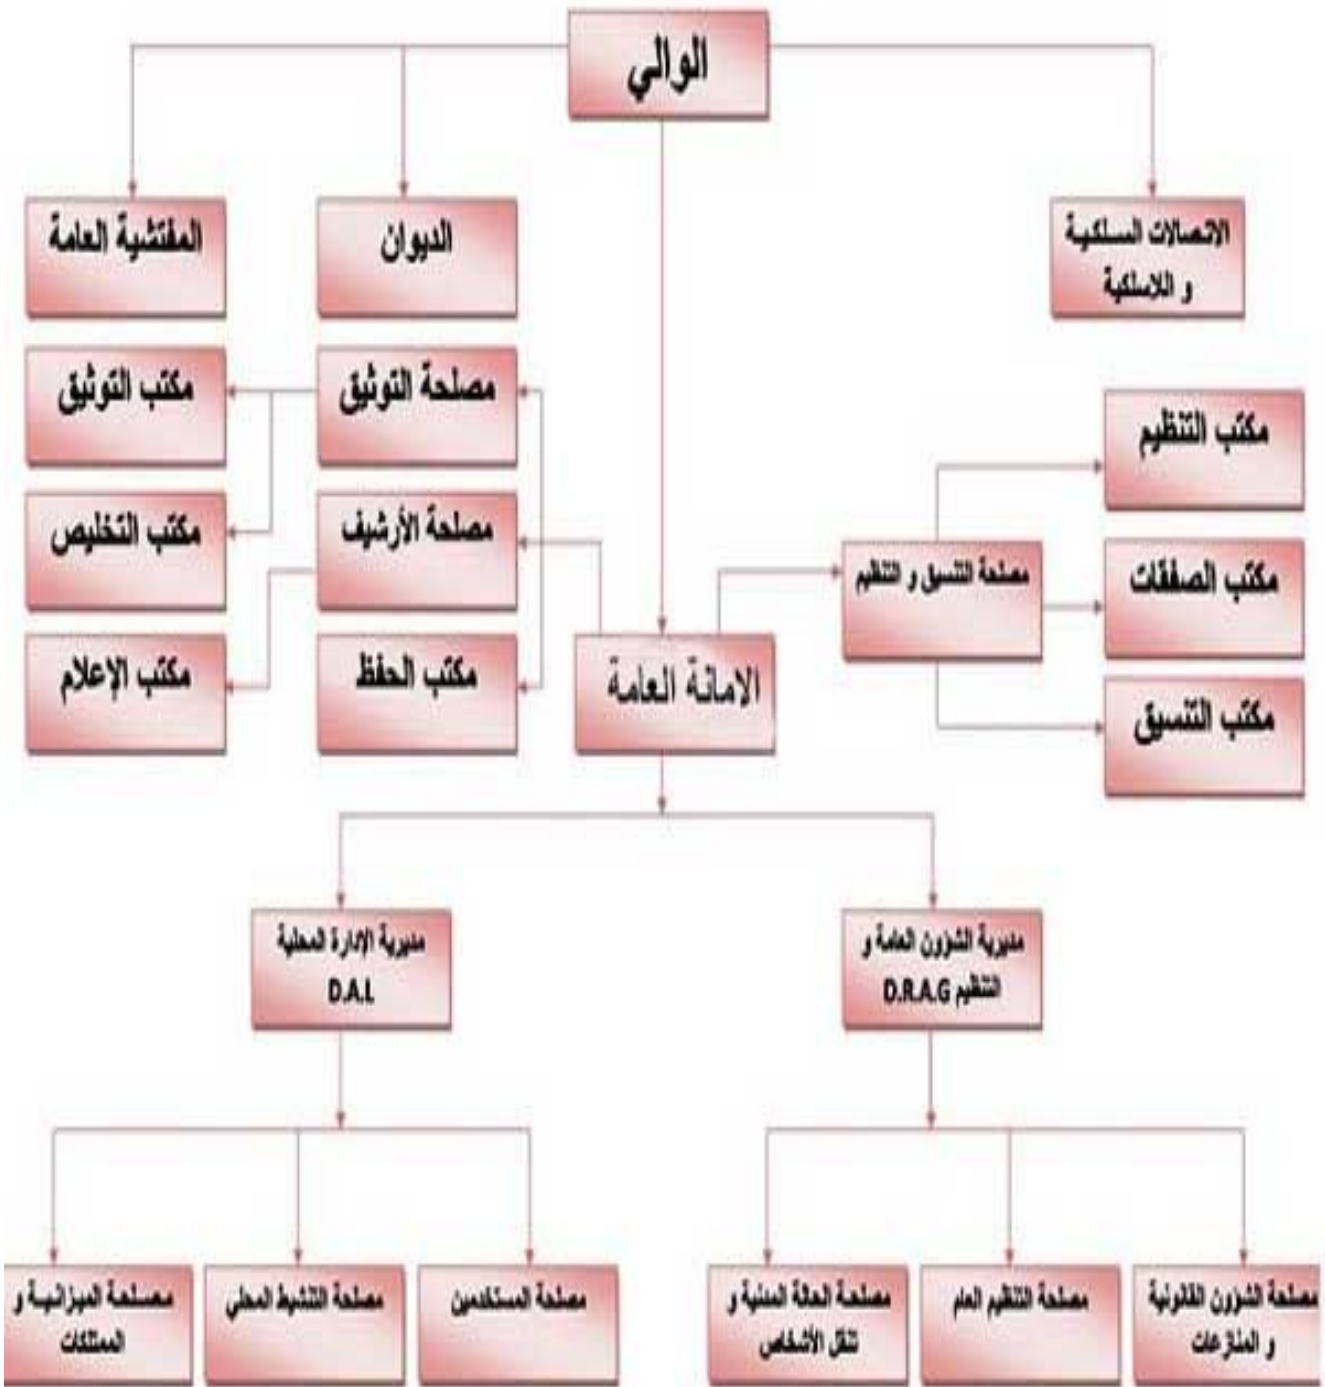 الوالي
الاتصالات السلكية
و اللاسلكية
الديوان
المفتشية العامة
مصلحة التوثيق
مكتب التوثيق
مكتب التنظيم
مصلحة الأرشيف
مكتب التخليص
مصلحة التنسيق و التنظيم
مكتب الصفقات
مكتب الحفظ
مكتب الإعلام
الامانة العامة
مكتب التنسيق
مديرية الشؤون العامة و
التنظيم D.R.A.G
مديرية الإدارة المحلية
D.A.L
مصلحة الشؤون القانونية
و المنازعات
مصلحة التنظيم العام
مصلحة الحالة المدنية و
تنقل الأشخاص
مصلحة المستخدمين
مصلحة التنشيط المحلي
مصلحة الميزانية و
الممتلكات